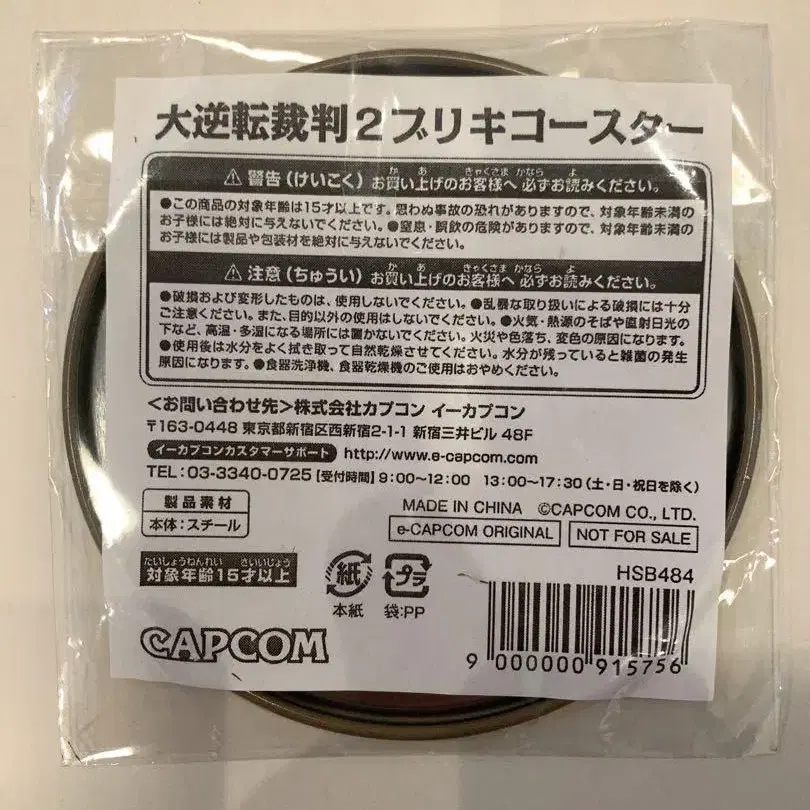 大逆転裁判2ブリキコースター
⚠警告(けいこく)お買い上げのお客様へ 必ずお読みください。
●この商品の対象年齢は15才以上です。思わぬ事故の恐れがありますので、対象年齢未満の
お子様には絶対に与えないでください。●窒息・誤飲の危険がありますので、対象年齢未満の
お子様には製品や包装材を絶対に与えないでください。
⚠注意(ちゅうい)お買い上げのお客様へ 必ずお読みください。
●破損および変形したものは、使用しないでください。●乱暴な取り扱いによる破損には十分
ご注意ください。また、目的以外の使用はしないでください。●火気・熱源のそばや直射日光の
下など、高温・多湿になる場所には置かないでください。火災や色落ち、変色の原因になります。
●使用後は水分をよく拭き取って自然乾燥させてください。水分が残っていると雑菌の発生
原因になります。●食器洗浄機、食器乾燥機のご使用はおやめください。
<お問い合わせ先>株式会社カプコン イーカプコン
〒163-0448 東京都新宿区西新宿2-1-1 新宿三井ビル 48F
イーカプコンカスタマーサポート http://www.e-capcom.com
TEL:03-3340-0725【受付時間】9:00~12:00 13:00~17:30(土・日・祝日を除く)
製品素材
本体:スチール
MADE IN CHINA ©CAPCOM CO., LTD.
e-CAPCOM ORIGINAL NOT FOR SALE
たいしょうねんれい さいいじょう
対象年齢15才以上
紙 プラ
本紙 袋:PP
HSB484
CAPCOM
9 000000 915756